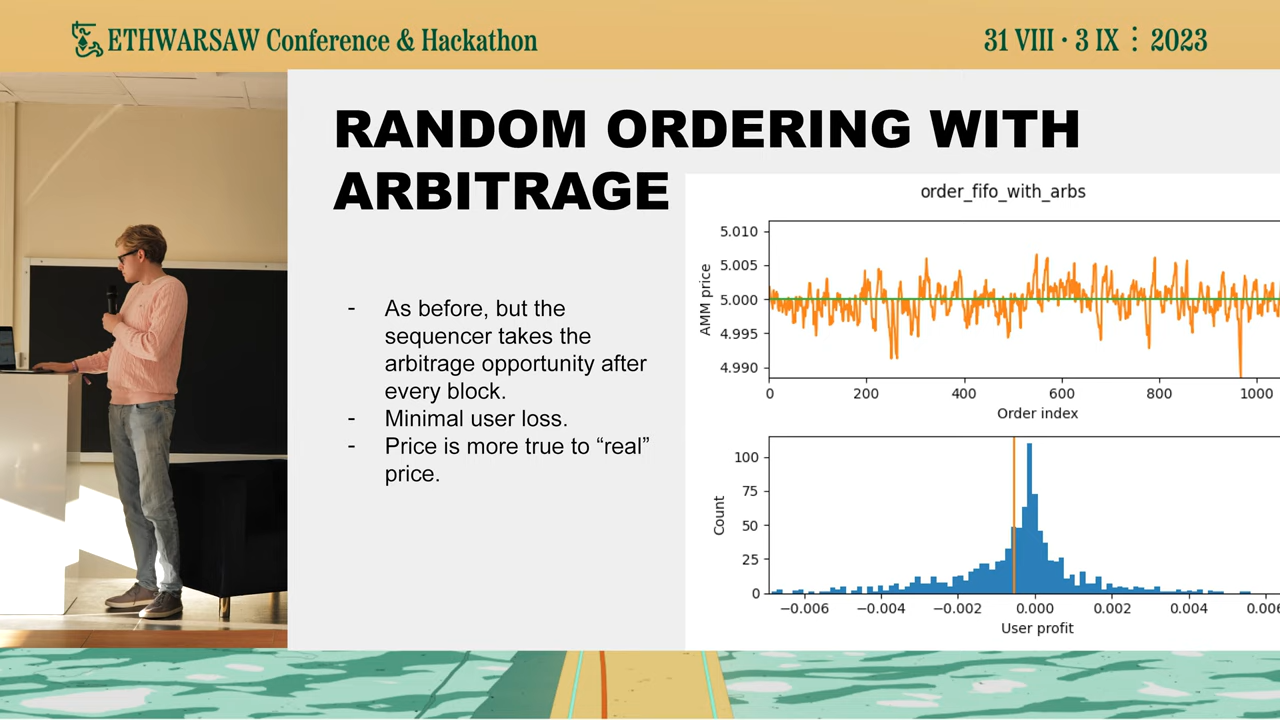 ETHWARSAW Conference & Hackathon
31 VIII · 3 IX ⋮ 2023
RANDOM ORDERING WITH
ARBITRAGE
- As before, but the
sequencer takes the
arbitrage opportunity after
every block.
- Minimal user loss.
- Price is more true to “real”
price.
order_fifo_with_arbs
5.010
5.005
5.000
4.995
4.990
AMM price
0 200 400 600 800 1000
Order index
100
75
50
25
0
Count
−0.006 −0.004 −0.002 0.000 0.002 0.004 0.006
User profit